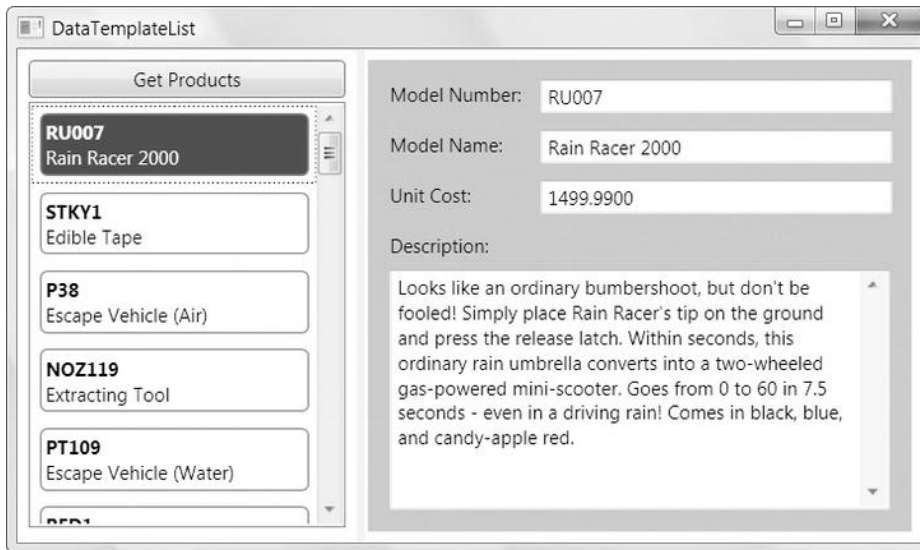 DataTemplateList
Get Products
RU007
Rain Racer 2000
STKY1
Edible Tape
P38
Escape Vehicle (Air)
NOZ119
Extracting Tool
PT109
Escape Vehicle (Water)
Model Number: RU007
Model Name: Rain Racer 2000
Unit Cost: 1499.9900
Description:
Looks like an ordinary bumbershoot, but don't be
fooled! Simply place Rain Racer's tip on the ground
and press the release latch. Within seconds, this
ordinary rain umbrella converts into a two-wheeled
gas-powered mini-scooter. Goes from 0 to 60 in 7.5
seconds - even in a driving rain! Comes in black, blue,
and candy-apple red.